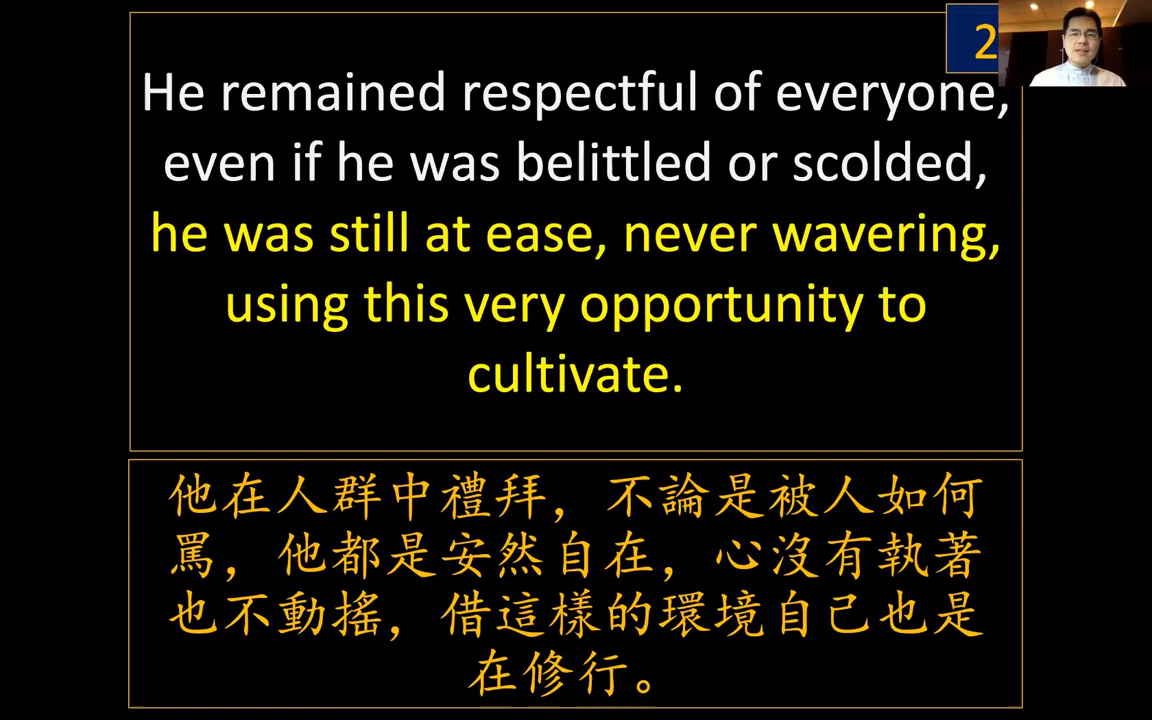 2
He remained respectful of everyone,
even if he was belittled or scolded,
he was still at ease, never wavering,
using this very opportunity to
cultivate.
他在人群中禮拜，不論是被人如何
罵，他都是安然自在，心沒有執著
也不動搖，借這樣的環境自己也是
在修行。